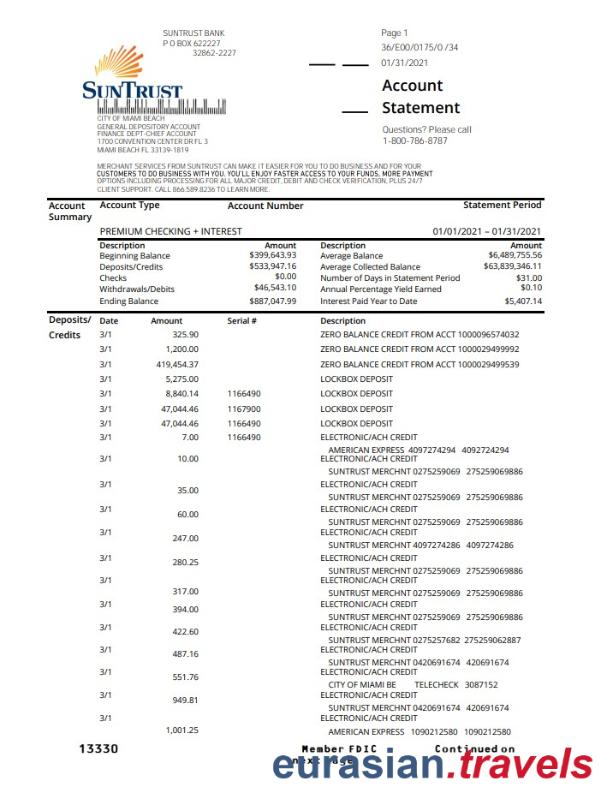 SUNTRUST BANK
P O BOX 622227
32862-2227
Page 1
36/E00/0175/O /34
01/31/2021
Account
Statement
Questions? Please call
1-800-786-8787
SUNTRUST
CITY OF MIAMI BEACH
GENERAL DEPOSITORY ACCOUNT
FINANCE DEPT-CHIEF ACCOUNT
1700 CONVENTION CENTER DR FL 3
MIAMI BEACH FL 33139-1819
MERCHANT SERVICES FROM SUNTRUST CAN MAKE IT EASIER FOR YOU TO DO BUSINESS AND FOR YOUR
CUSTOMERS TO DO BUSINESS WITH YOU. YOU'LL ENJOY FASTER ACCESS TO YOUR FUNDS, MORE PAYMENT
OPTIONS INCLUDING PROCESSING FOR ALL MAJOR CREDIT, DEBIT AND CHECK VERIFICATION, PLUS 24/7
CLIENT SUPPORT. CALL 866.589.8236 TO LEARN MORE.
Account Summary Account Type Account Number Statement Period
PREMIUM CHECKING + INTEREST 01/01/2021 – 01/31/2021
Description Amount Description Amount
Beginning Balance $399,643.93 Average Balance $6,489,755.56
Deposits/Credits $533,947.16 Average Collected Balance $63,839,346.11
Checks $0.00 Number of Days in Statement Period $31.00
Withdrawals/Debits $46,543.10 Annual Percentage Yield Earned $0.10
Ending Balance $887,047.99 Interest Paid Year to Date $5,407.14
Deposits/ Credits Date Amount Serial # Description
3/1 325.90 ZERO BALANCE CREDIT FROM ACCT 1000096574032
3/1 1,200.00 ZERO BALANCE CREDIT FROM ACCT 1000029499992
3/1 419,454.37 ZERO BALANCE CREDIT FROM ACCT 1000029499539
3/1 5,275.00 LOCKBOX DEPOSIT
3/1 8,840.14 1166490 LOCKBOX DEPOSIT
3/1 47,044.46 1167900 LOCKBOX DEPOSIT
3/1 47,044.46 1166490 LOCKBOX DEPOSIT
3/1 7.00 1166490 ELECTRONIC/ACH CREDIT
AMERICAN EXPRESS 4097274294 4092724294
3/1 10.00 ELECTRONIC/ACH CREDIT
SUNTRUST MERCHNT 0275259069 275259069886
3/1 35.00 ELECTRONIC/ACH CREDIT
SUNTRUST MERCHNT 0275259069 275259069886
3/1 60.00 ELECTRONIC/ACH CREDIT
SUNTRUST MERCHNT 0275259069 275259069886
3/1 247.00 ELECTRONIC/ACH CREDIT
SUNTRUST MERCHNT 4097274286 4097274286
3/1 280.25 ELECTRONIC/ACH CREDIT
SUNTRUST MERCHNT 0275259069 275259069886
3/1 317.00 ELECTRONIC/ACH CREDIT
SUNTRUST MERCHNT 0275259069 275259069886
3/1 394.00 ELECTRONIC/ACH CREDIT
SUNTRUST MERCHNT 0275259069 275259069886
3/1 422.60 ELECTRONIC/ACH CREDIT
SUNTRUST MERCHNT 0275257682 275259062887
3/1 487.16 ELECTRONIC/ACH CREDIT
SUNTRUST MERCHNT 0420691674 420691674
3/1 551.76 ELECTRONIC/ACH CREDIT
CITY OF MIAMI BE TELECHECK 3087152
3/1 949.81 ELECTRONIC/ACH CREDIT
SUNTRUST MERCHNT 0420641674 420691674
3/1 1,001.25 ELECTRONIC/ACH CREDIT
AMERICAN EXPRESS 1090212580 1090212580
13330 Member FDIC Continued on
next page
eurasian.travels